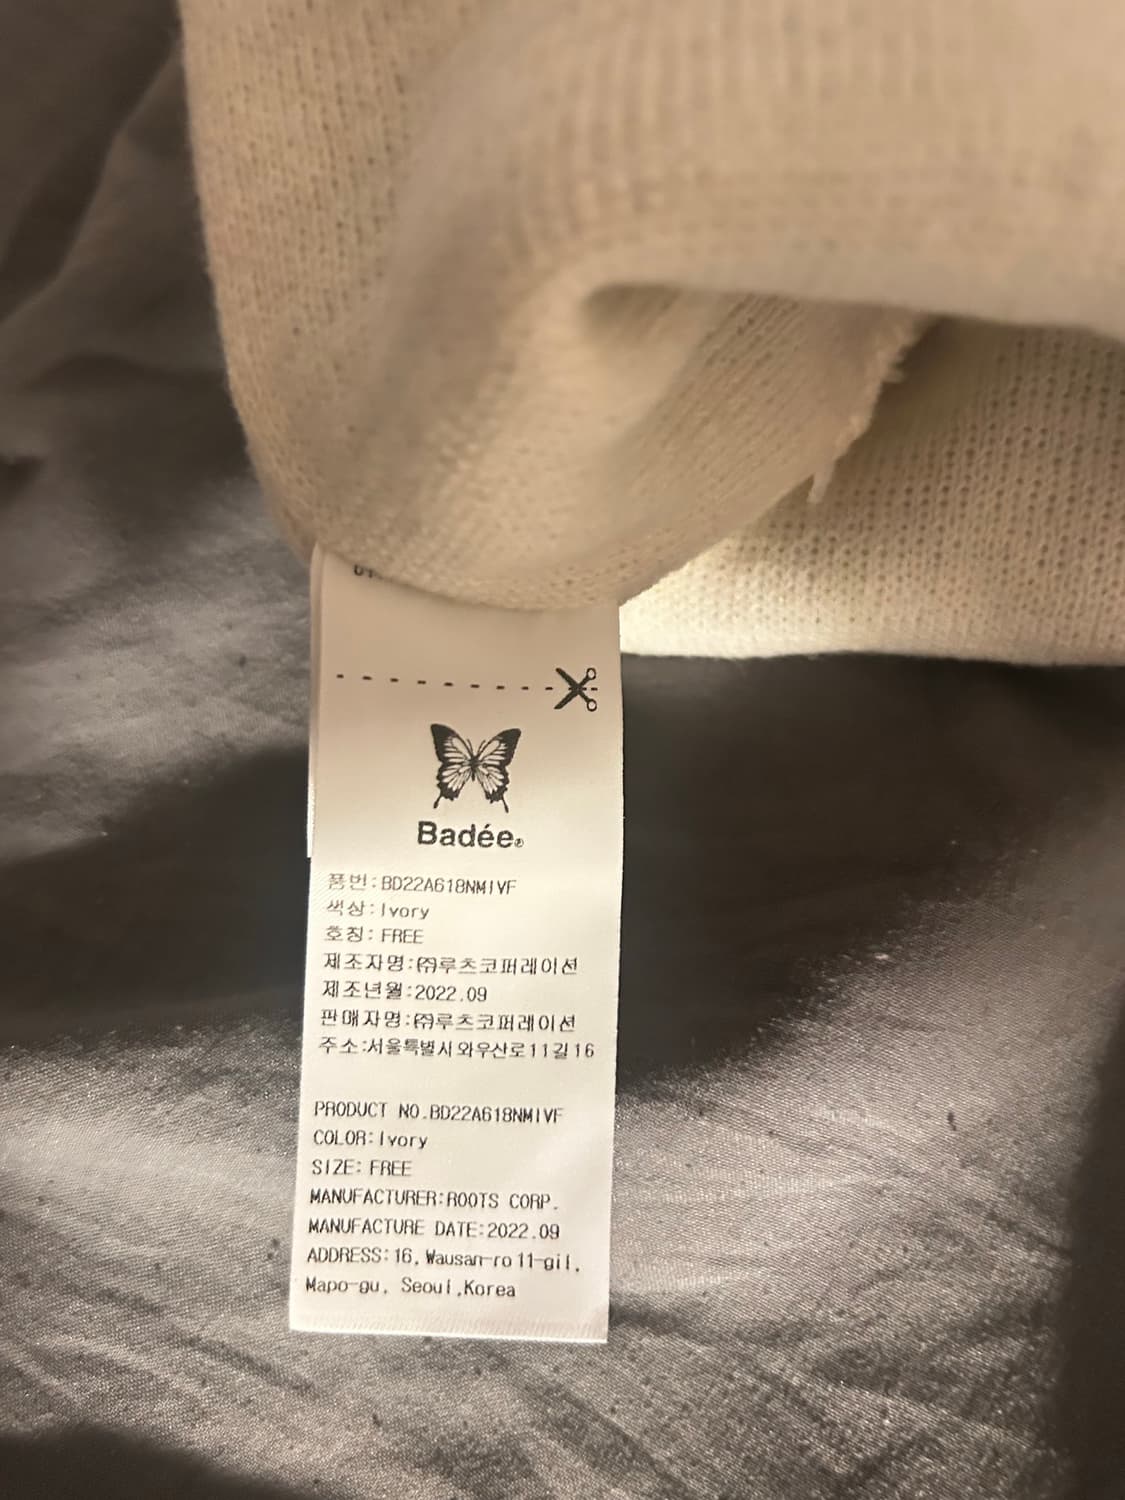 Badée®
품번:BD22A618NMIVF
색상:Ivory
호칭: FREE
제조자명:㈜루츠코퍼레이션
제조년월:2022.09
판매자명:㈜루츠코퍼레이션
주소:서울특별시 와우산로11길16
PRODUCT NO.BD22A618NMIVF
COLOR:Ivory
SIZE: FREE
MANUFACTURER:ROOTS CORP.
MANUFACTURE DATE:2022.09
ADDRESS:16, Wausan-ro 11-gil,
Mapo-gu, Seoul,Korea